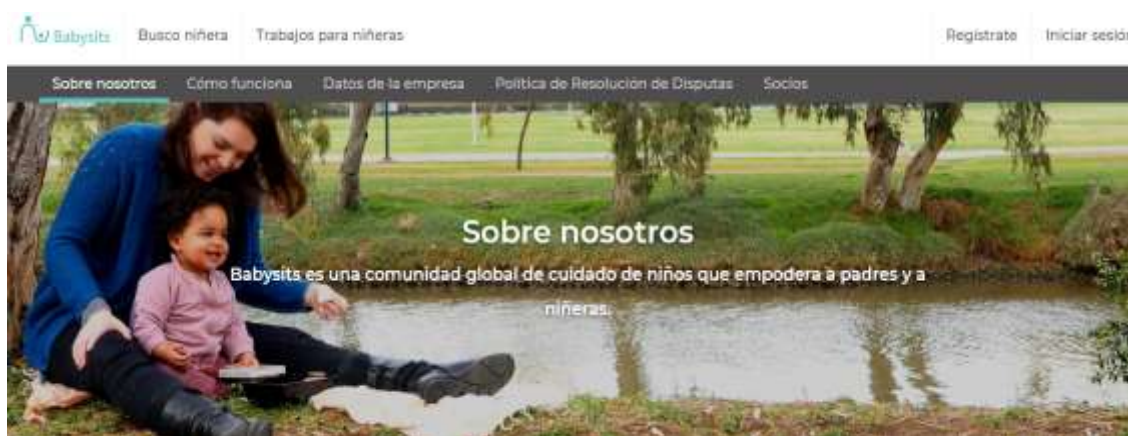 Babysits Busco niñera Trabajos para niñeras Regístrate Iniciar sesión
Sobre nosotros Cómo funciona Datos de la empresa Política de Resolución de Disputas Socios
Sobre nosotros
Babysits es una comunidad global de cuidado de niños que empodera a padres y a
niñeras.